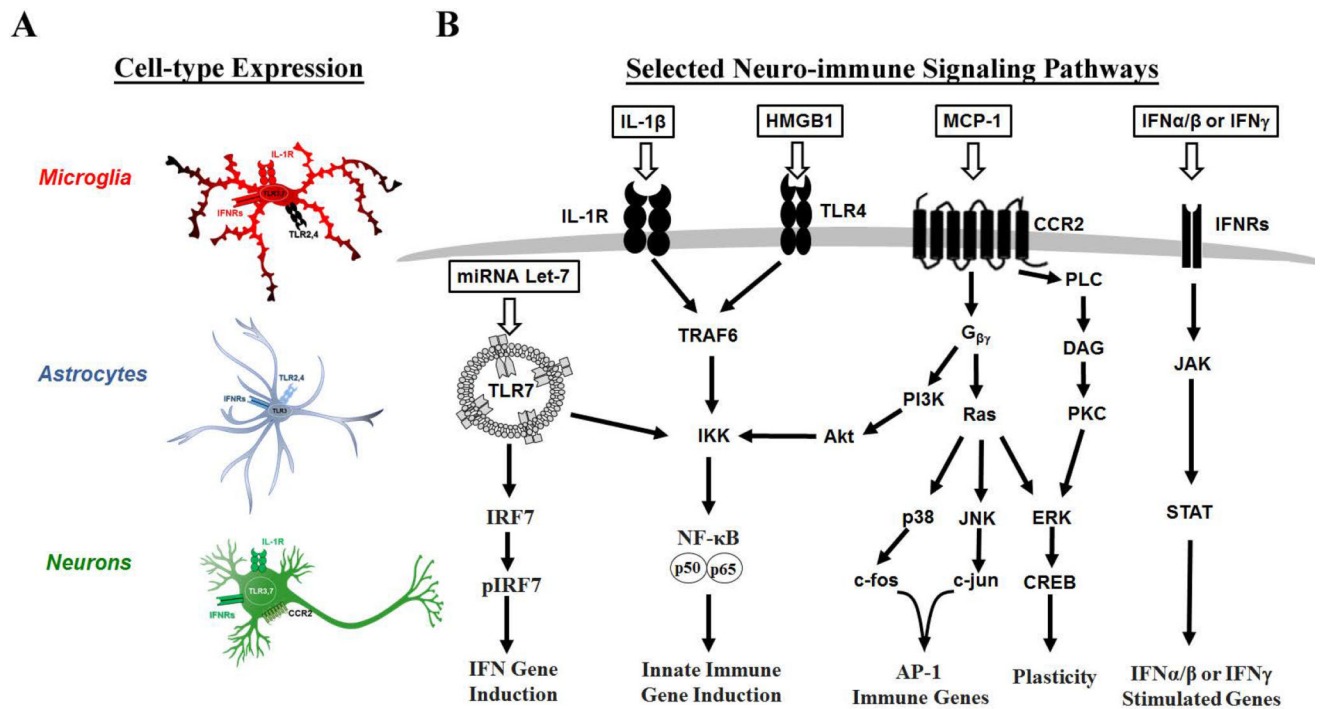 A
Cell-type Expression
Microglia
IL-1R
IFNRs
TLR2,4
Astrocytes
TLR2,4
IFNRs
TLR3
Neurons
IL-1R
TLR3,7
IFNRs
CCR2
B
Selected Neuro-immune Signaling Pathways
IL-1β
HMGB1
MCP-1
IFNα/β or IFNγ
IL-1R
TLR4
CCR2
IFNRs
miRNA Let-7
TLR7
TRAF6
Gβγ
PLC
DAG
JAK
PI3K
Ras
PKC
IKK
Akt
IRF7
NF-κB
p50
p65
p38
JNK
ERK
STAT
pIRF7
c-fos
c-jun
CREB
IFN Gene
Induction
Innate Immune
Gene Induction
AP-1
Immune Genes
Plasticity
IFNα/β or IFNγ
Stimulated Genes